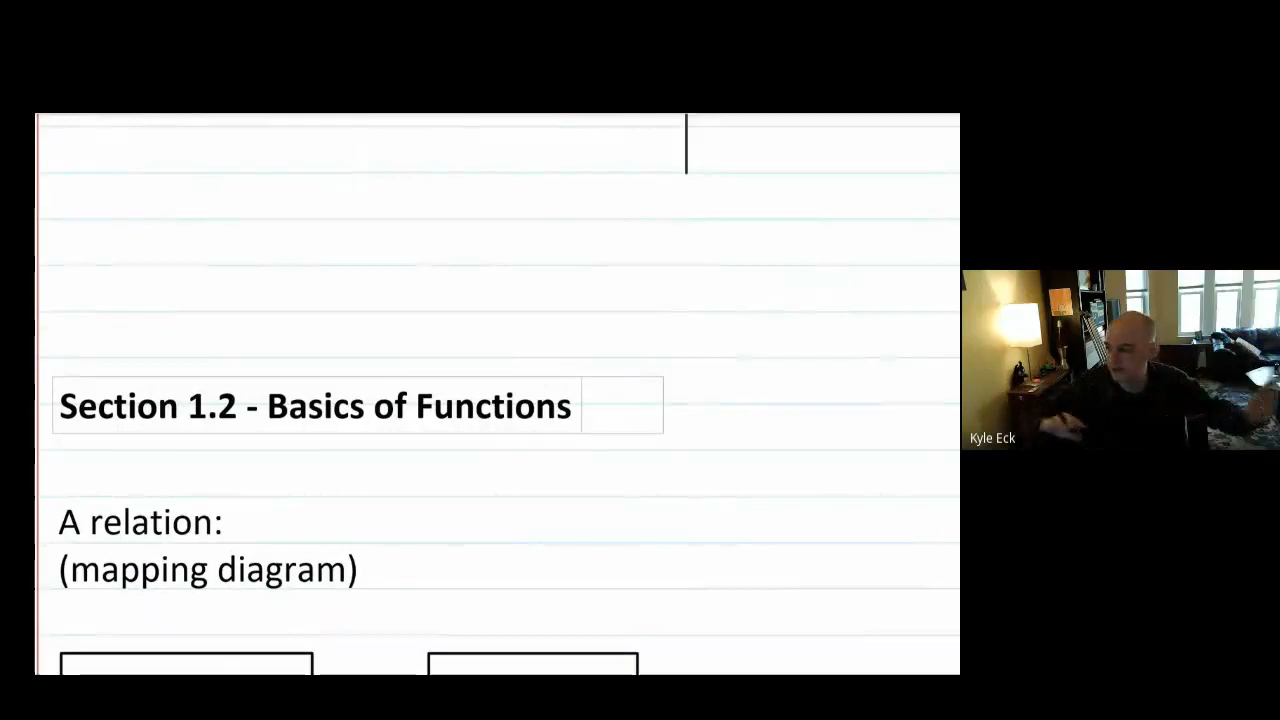 Section 1.2 - Basics of Functions
A relation:
(mapping diagram)
Kyle Eck